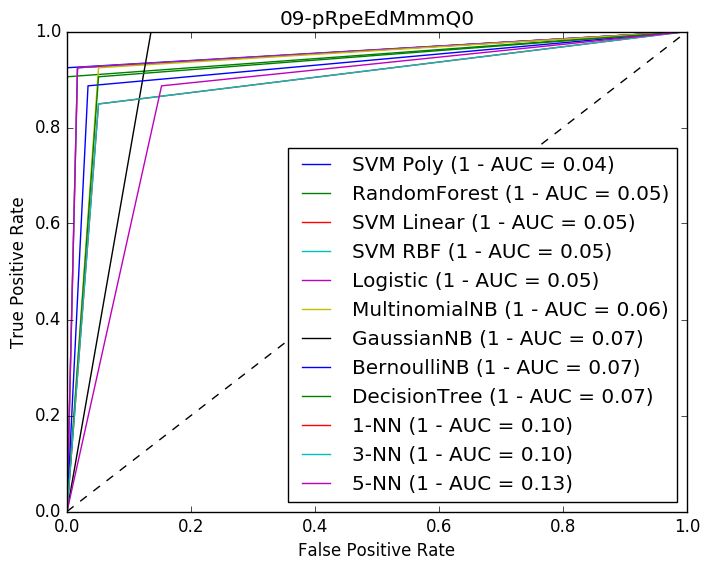 09-pRpeEdMmmQ0
1.0
0.8
0.6
0.4
0.2
0.0
True Positive Rate
SVM Poly (1 - AUC = 0.04)
RandomForest (1 - AUC = 0.05)
SVM Linear (1 - AUC = 0.05)
SVM RBF (1 - AUC = 0.05)
Logistic (1 - AUC = 0.05)
MultinomialNB (1 - AUC = 0.06)
GaussianNB (1 - AUC = 0.07)
BernoulliNB (1 - AUC = 0.07)
DecisionTree (1 - AUC = 0.07)
1-NN (1 - AUC = 0.10)
3-NN (1 - AUC = 0.10)
5-NN (1 - AUC = 0.13)
0.0 0.2 0.4 0.6 0.8 1.0
False Positive Rate